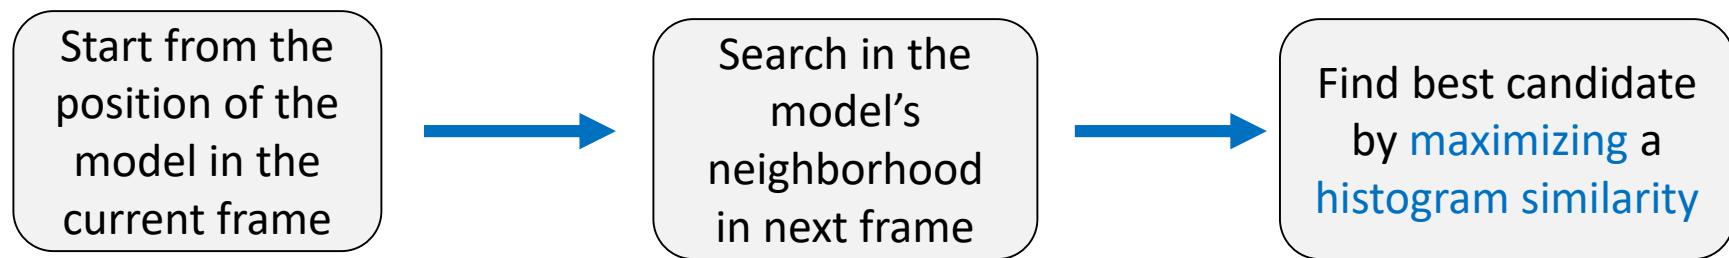 Start from the
position of the
model in the
current frame
Search in the
model’s
neighborhood
in next frame
Find best candidate
by maximizing a
histogram similarity